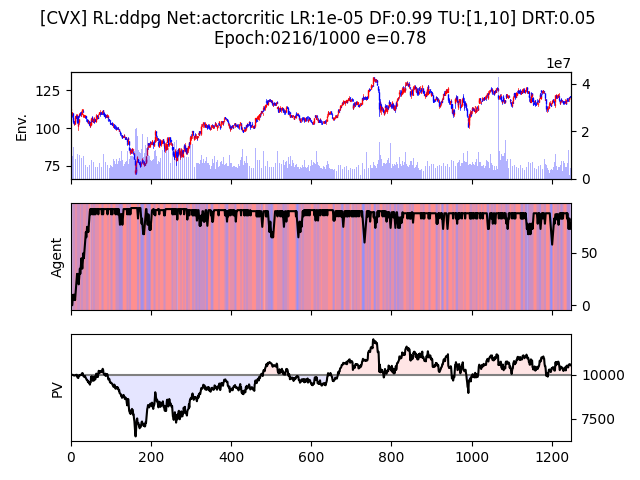 [CVX] RL:ddpg Net:actorcritic LR:1e-05 DF:0.99 TU:[1,10] DRT:0.05
Epoch:0216/1000 e=0.78
1e7
Env.
125
100
75
4
2
0
Agent
50
0
PV
10000
7500
0 200 400 600 800 1000 1200